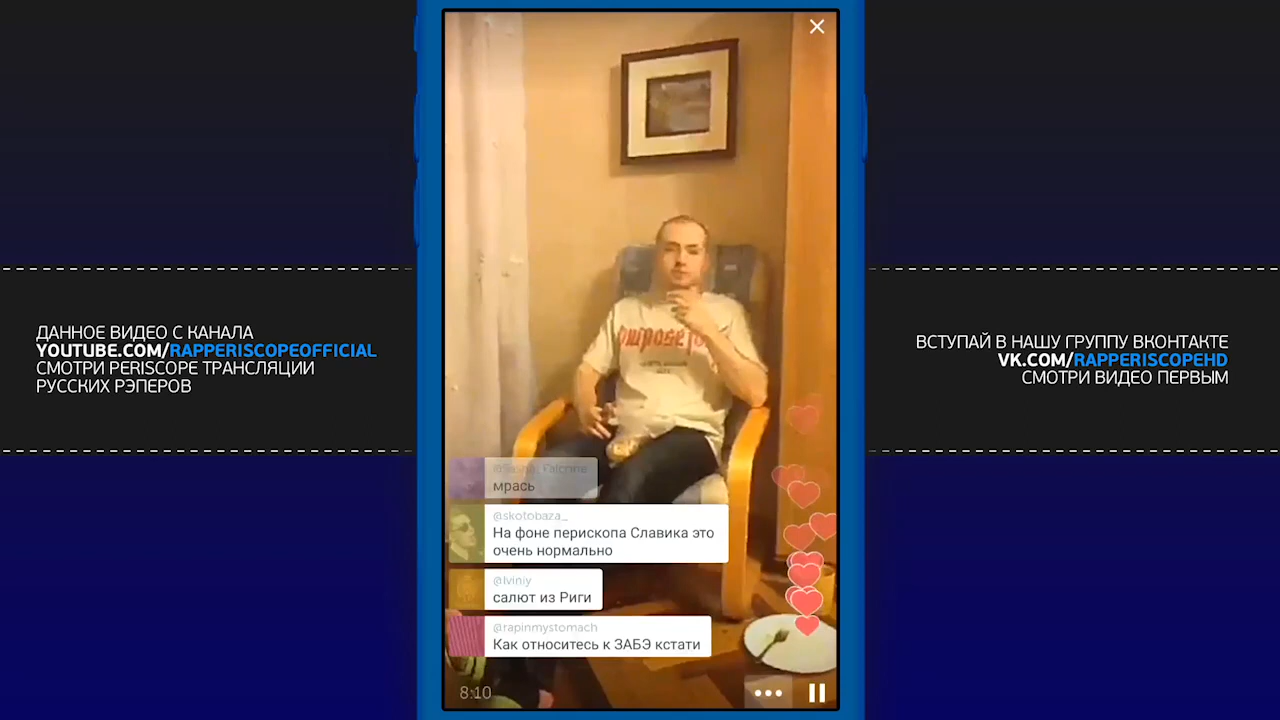 ДАННОЕ ВИДЕО С КАНАЛА
YOUTUBE.COM/RAPPERISCOPEOFFICIAL
СМОТРИ PERISCOPE ТРАНСЛЯЦИИ
РУССКИХ РЭПЕРОВ
мрась
@skotobaza_
На фоне перископа Славика это
очень нормально
@lviniy
салют из Риги
@rapinmystomach
Как относитесь к ЗАБЭ кстати
8:10
ВСТУПАЙ В НАШУ ГРУППУ ВКОНТАКТЕ
VK.COM/RAPPERISCOPEHD
СМОТРИ ВИДЕО ПЕРВЫМ